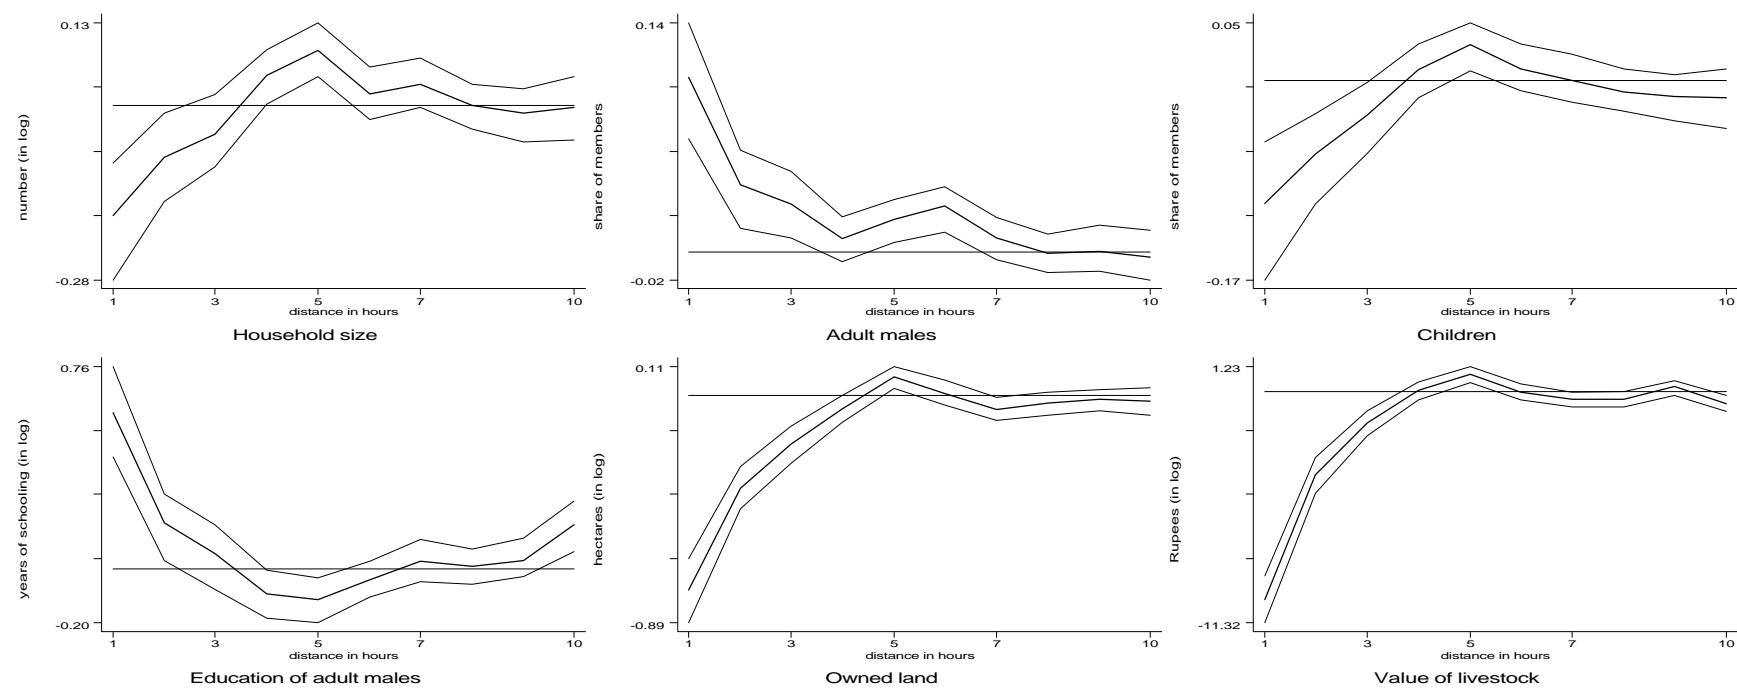 0.13
number (in log)
-0.28
1 3 5 7 10
distance in hours
Household size
0.14
share of members
-0.02
1 3 5 7 10
distance in hours
Adult males
0.05
share of members
-0.17
1 3 5 7 10
distance in hours
Children
0.76
years of schooling (in log)
-0.20
1 3 5 7 10
distance in hours
Education of adult males
0.11
hectares (in log)
-0.89
1 3 5 7 10
distance in hours
Owned land
1.23
Rupees (in log)
-11.32
1 3 5 7 10
distance in hours
Value of livestock